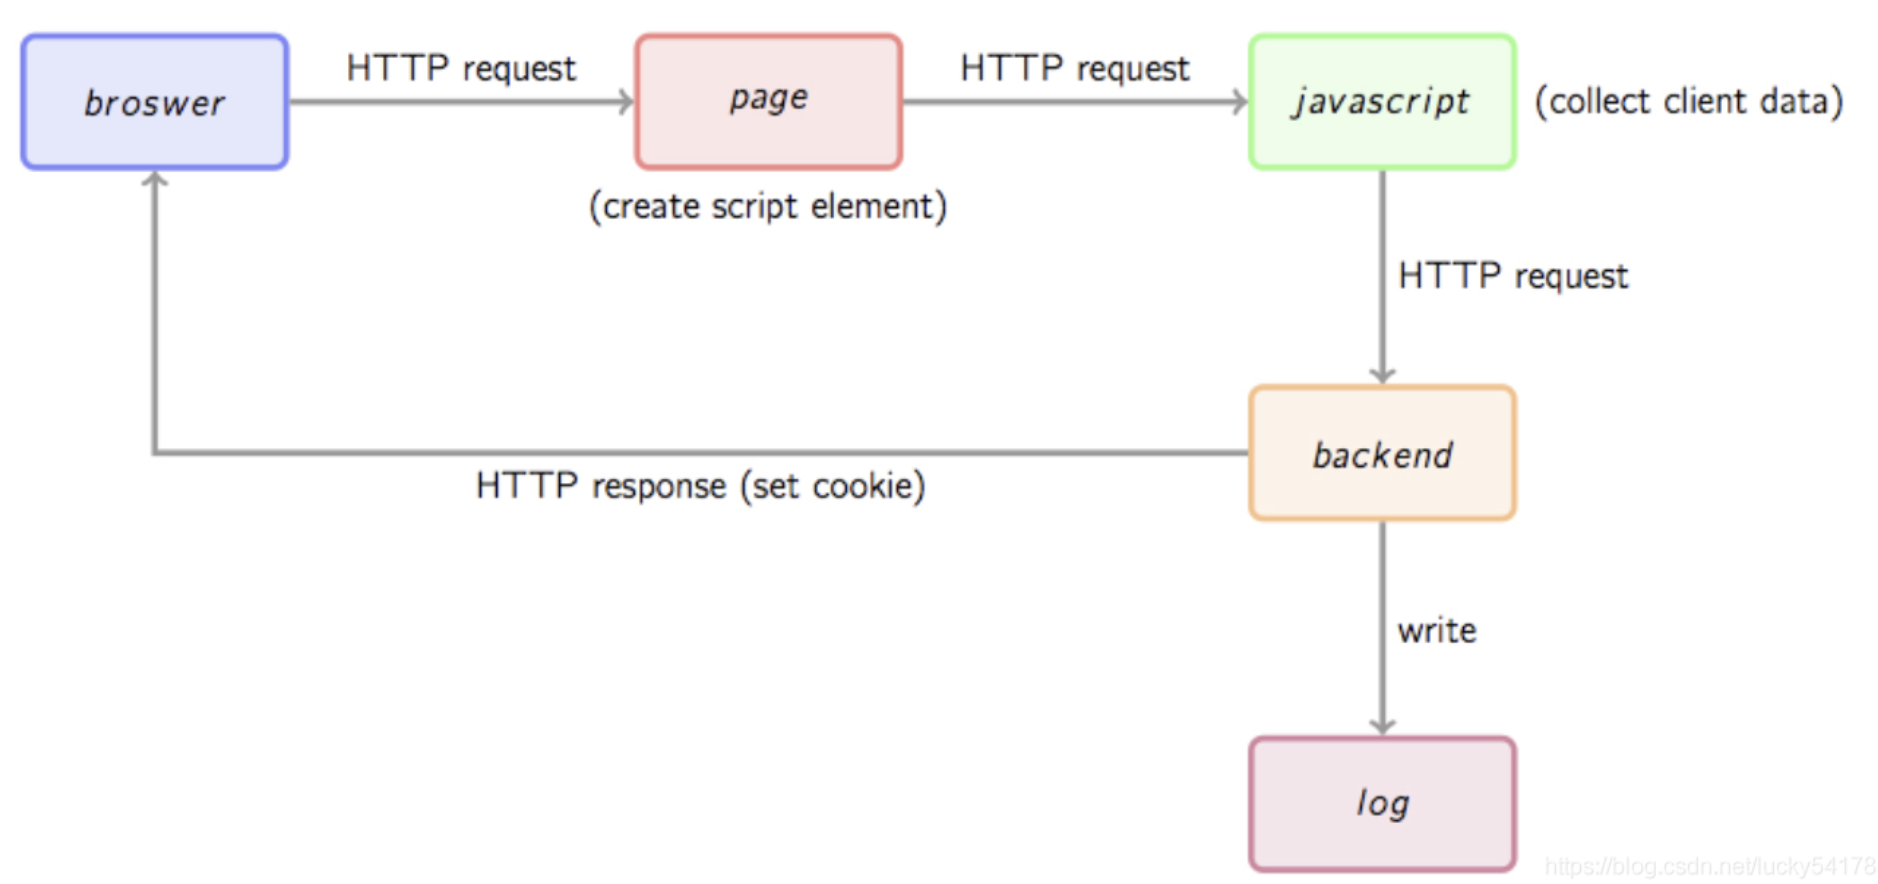 HTTP request
HTTP request
broswer
page
javascript
(collect client data)
(create script element)
HTTP request
backend
HTTP response (set cookie)
write
log
https://blog.csdn.net/lucky54178